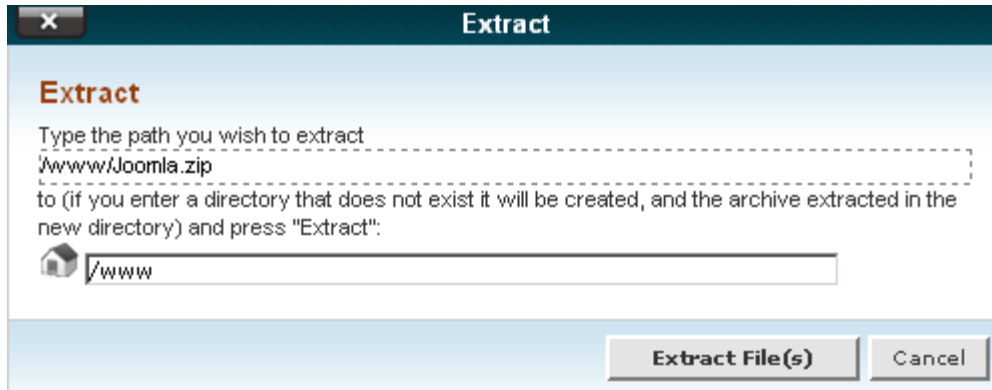 Extract
Extract
Type the path you wish to extract
/www/Joomla.zip
to (if you enter a directory that does not exist it will be created, and the archive extracted in the
new directory) and press "Extract":
/www
Extract File(s) Cancel